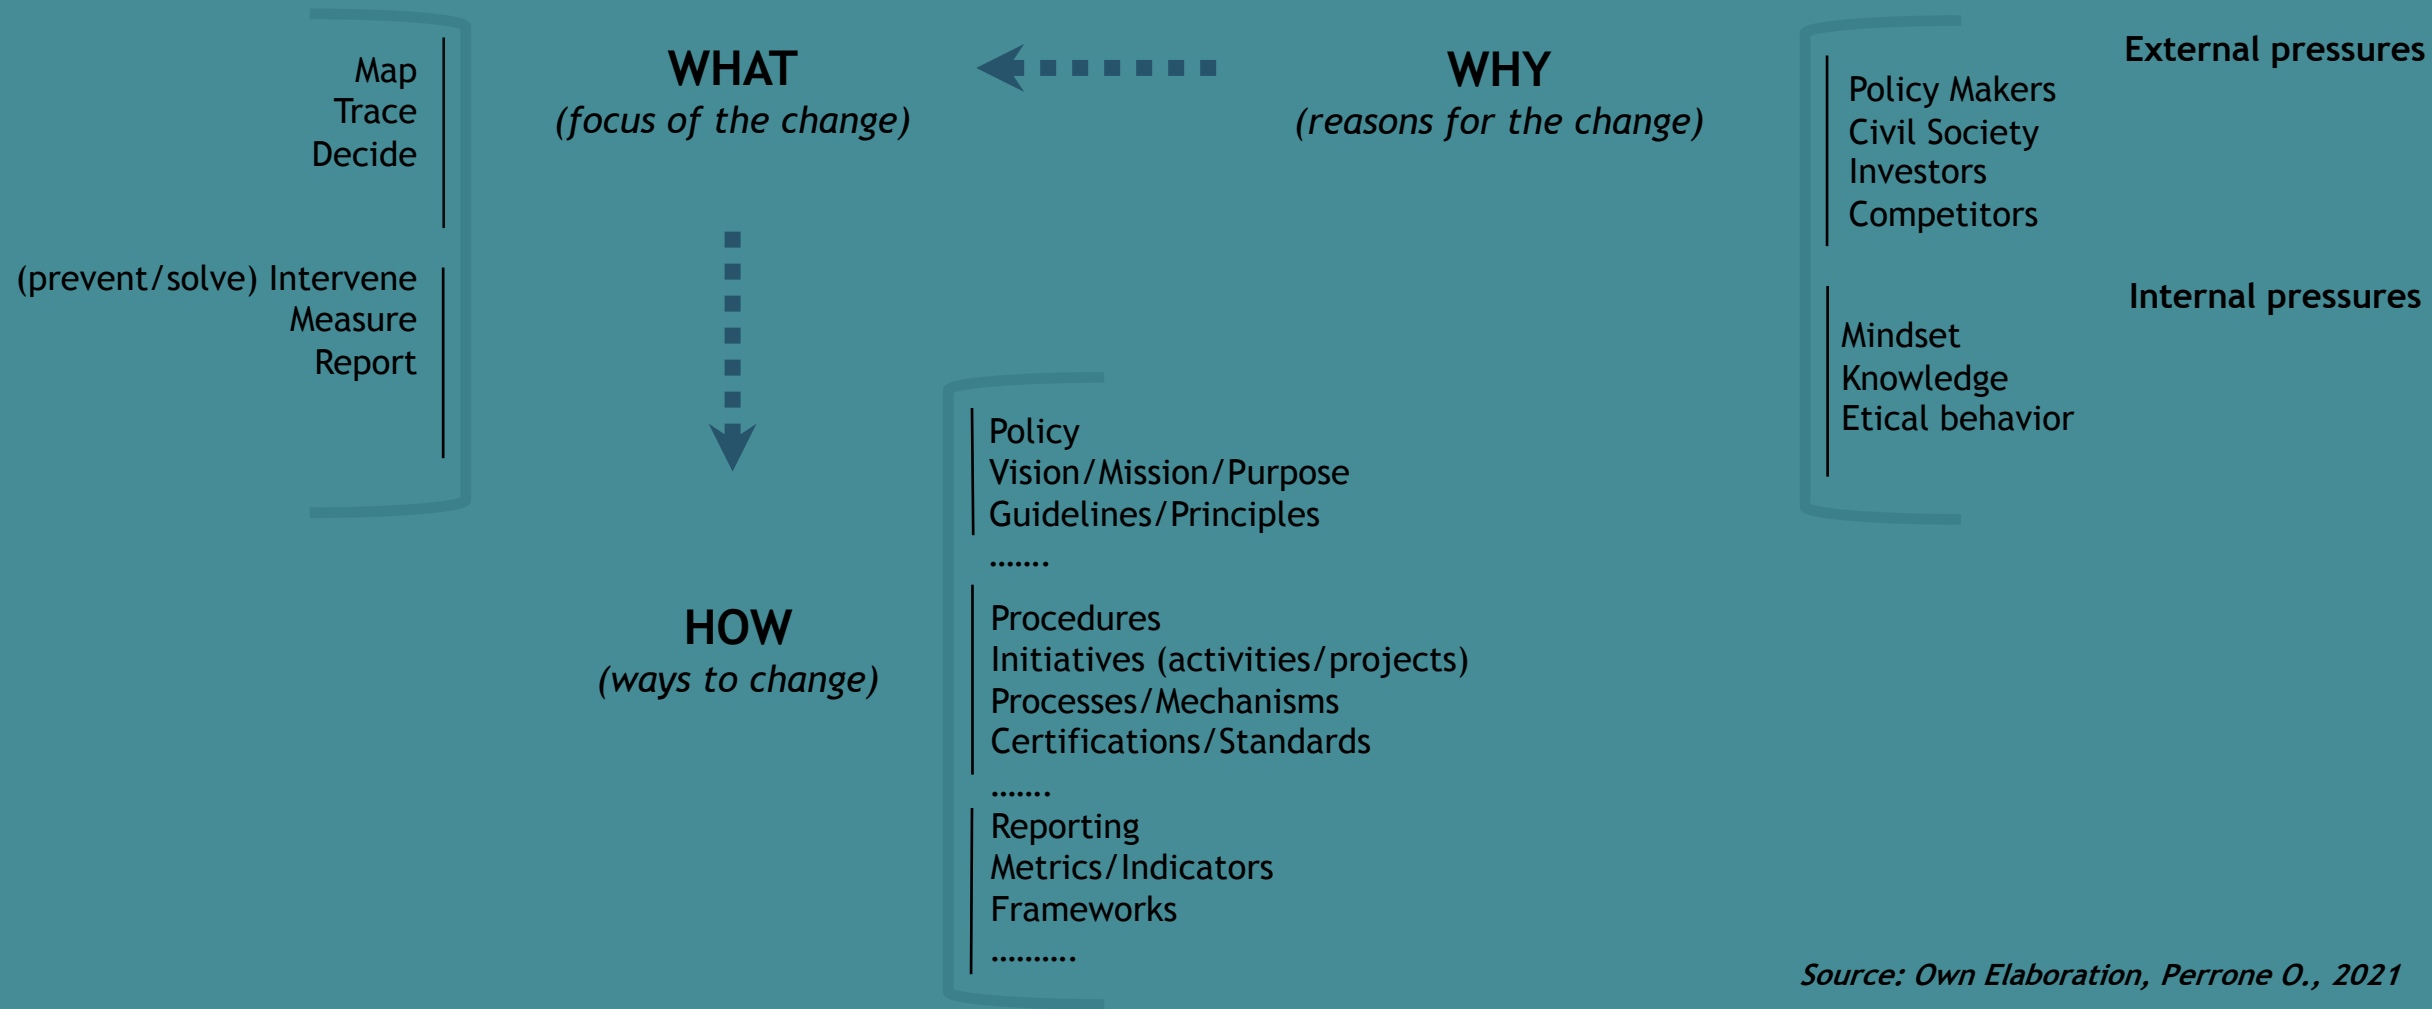 Map
Trace
Decide
(prevent/solve) Intervene
Measure
Report
WHAT
(focus of the change)
WHY
(reasons for the change)
External pressures
Policy Makers
Civil Society
Investors
Competitors
Internal pressures
Mindset
Knowledge
Etical behavior
HOW
(ways to change)
Policy
Vision/Mission/Purpose
Guidelines/Principles
.......
Procedures
Initiatives (activities/projects)
Processes/Mechanisms
Certifications/Standards
.......
Reporting
Metrics/Indicators
Frameworks
..........
Source: Own Elaboration, Perrone O., 2021